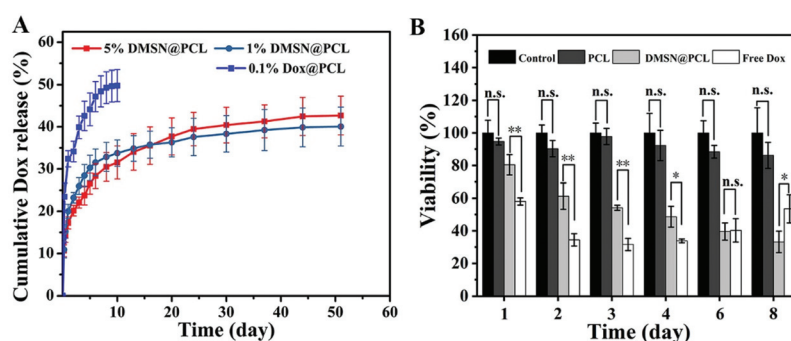 A
5% DMSN@PCL
1% DMSN@PCL
0.1% Dox@PCL
Cumulative Dox release (%)
60
50
40
30
20
10
0
0 10 20 30 40 50 60
Time (day)
B
Control PCL DMSN@PCL Free Dox
Viability (%)
160
140
120
100
80
60
40
20
0
n.s. n.s. n.s. n.s. n.s. n.s.
** ** ** * n.s. *
1 2 3 4 6 8
Time (day)